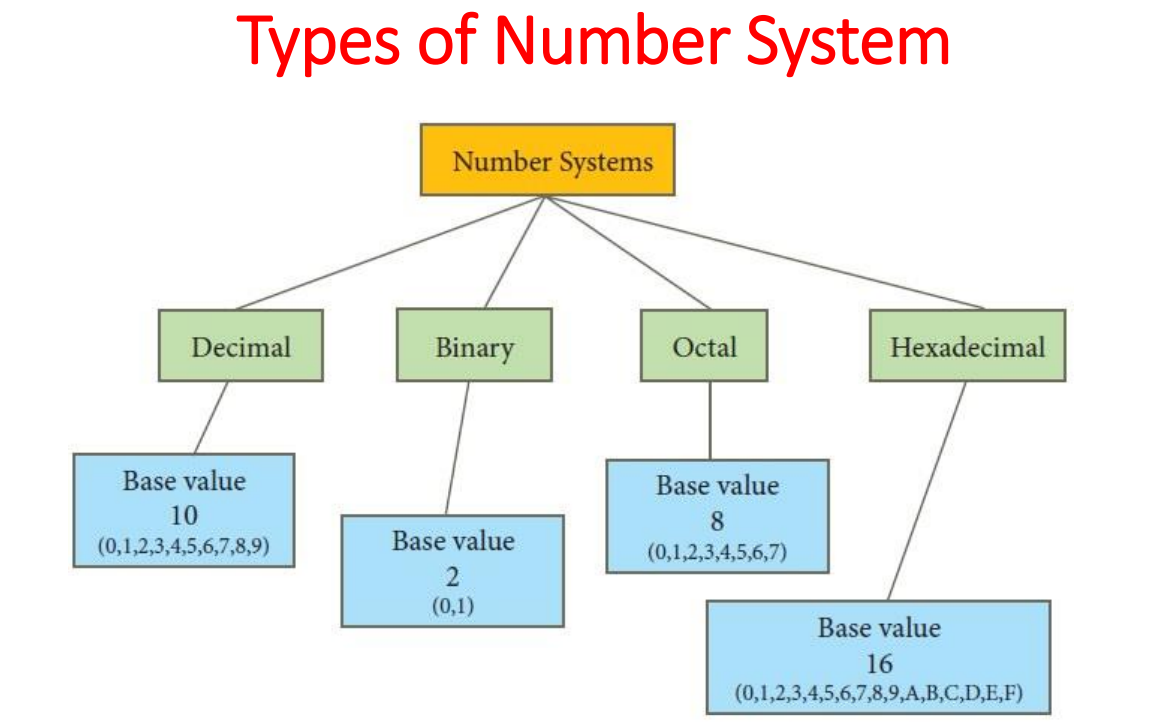 Types of Number System
Number Systems
Decimal
Binary
Octal
Hexadecimal
Base value
10
(0,1,2,3,4,5,6,7,8,9)
Base value
2
(0,1)
Base value
8
(0,1,2,3,4,5,6,7)
Base value
16
(0,1,2,3,4,5,6,7,8,9,A,B,C,D,E,F)